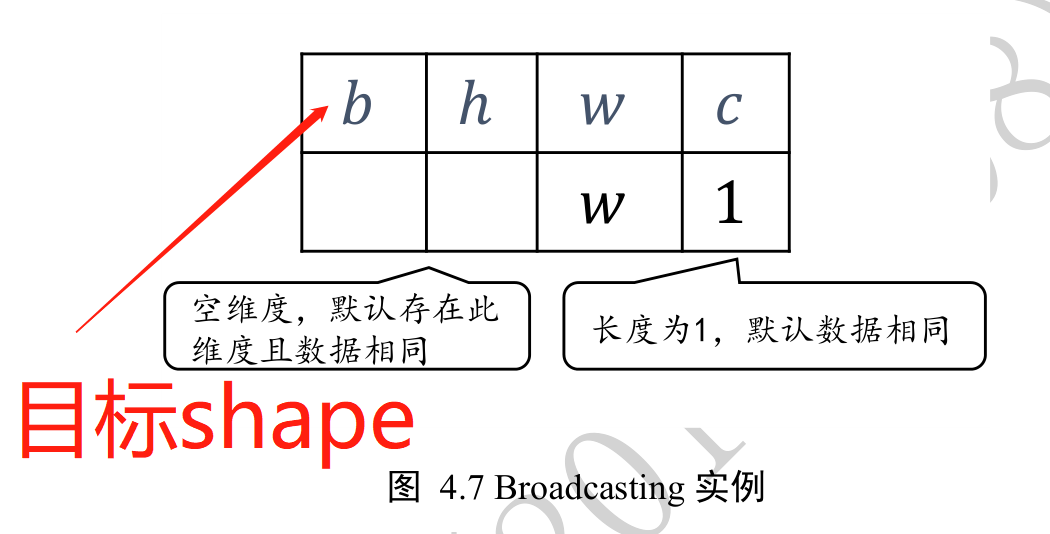 b h w c
w 1
空维度，默认存在此
维度且数据相同
长度为1，默认数据相同
目标shape
图 4.7 Broadcasting 实例